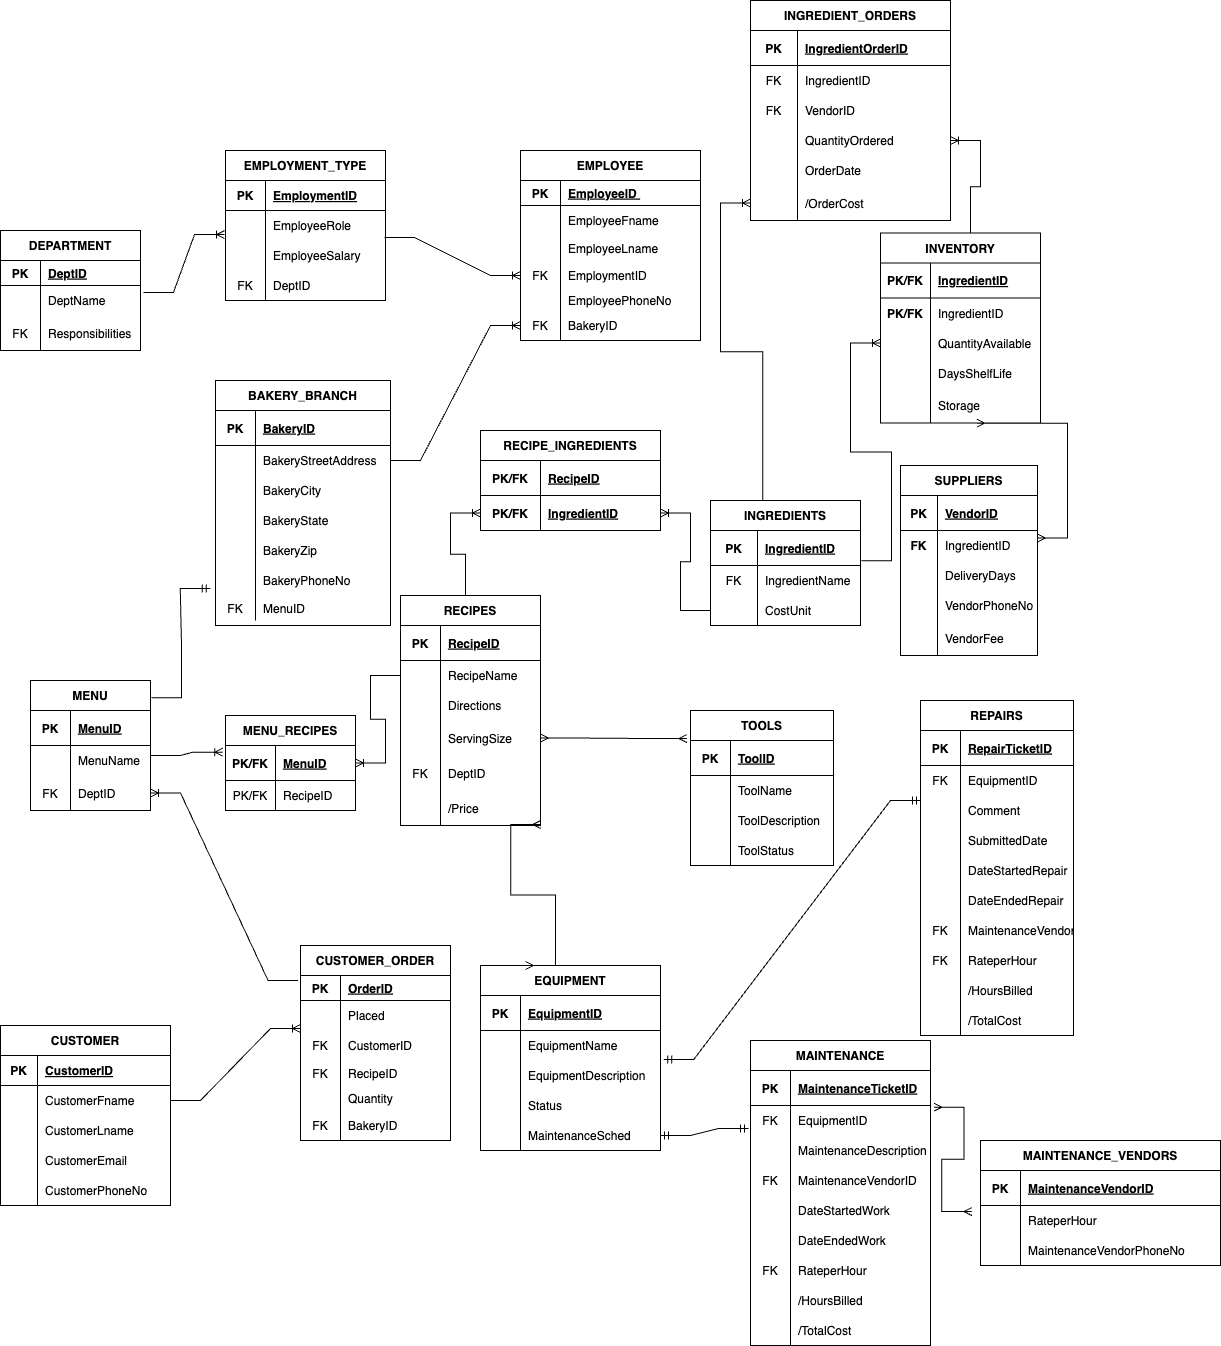 INGREDIENT_ORDERS
PK IngredientOrderID
FK IngredientID
FK VendorID
QuantityOrdered
OrderDate
/OrderCost
EMPLOYMENT_TYPE
PK EmploymentID
EmployeeRole
EmployeeSalary
FK DeptID
EMPLOYEE
PK EmployeeID
EmployeeFname
EmployeeLname
FK EmploymentID
EmployeePhoneNo
FK BakeryID
DEPARTMENT
PK DeptID
DeptName
FK Responsibilities
INVENTORY
PK/FK IngredientID
PK/FK IngredientID
QuantityAvailable
DaysShelfLife
Storage
BAKERY_BRANCH
PK BakeryID
BakeryStreetAddress
BakeryCity
BakeryState
BakeryZip
BakeryPhoneNo
FK MenuID
RECIPE_INGREDIENTS
PK/FK RecipeID
PK/FK IngredientID
INGREDIENTS
PK IngredientID
FK IngredientName
CostUnit
SUPPLIERS
PK VendorID
FK IngredientID
DeliveryDays
VendorPhoneNo
VendorFee
RECIPES
PK RecipeID
RecipeName
Directions
ServingSize
FK DeptID
/Price
MENU
PK MenuID
MenuName
FK DeptID
MENU_RECIPES
PK/FK MenuID
PK/FK RecipeID
TOOLS
PK ToolID
ToolName
ToolDescription
ToolStatus
REPAIRS
PK RepairTicketID
FK EquipmentID
Comment
SubmittedDate
DateStartedRepair
DateEndedRepair
FK MaintenanceVendor
FK RateperHour
/HoursBilled
/TotalCost
CUSTOMER_ORDER
PK OrderID
Placed
FK CustomerID
FK RecipeID
Quantity
FK BakeryID
CUSTOMER
PK CustomerID
CustomerFname
CustomerLname
CustomerEmail
CustomerPhoneNo
EQUIPMENT
PK EquipmentID
EquipmentName
EquipmentDescription
Status
MaintenanceSched
MAINTENANCE
PK MaintenanceTicketID
FK EquipmentID
MaintenanceDescription
FK MaintenanceVendorID
DateStartedWork
DateEndedWork
FK RateperHour
/HoursBilled
/TotalCost
MAINTENANCE_VENDORS
PK MaintenanceVendorID
RateperHour
MaintenanceVendorPhoneNo